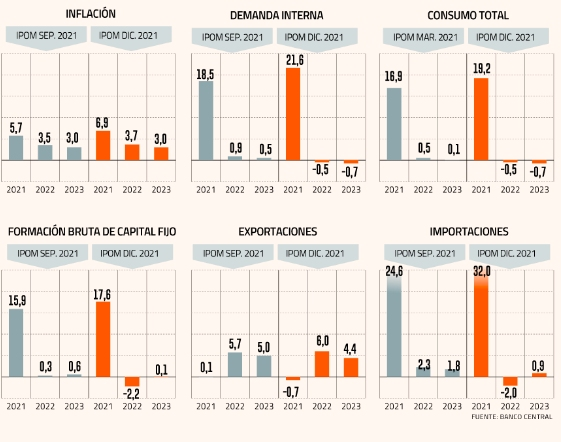 INFLACIÓN
IPOM SEP. 2021 IPOM DIC. 2021
5,7 3,5 3,0 6,9 3,7 3,0
2021 2022 2023 2021 2022 2023
DEMANDA INTERNA
IPOM SEP. 2021 IPOM DIC. 2021
18,5 0,9 0,5 21,6 -0,5 -0,7
2021 2022 2023 2021 2022 2023
CONSUMO TOTAL
IPOM MAR. 2021 IPOM DIC. 2021
16,9 0,5 0,1 19,2 -0,5 -0,7
2021 2022 2023 2021 2022 2023
FORMACIÓN BRUTA DE CAPITAL FIJO
IPOM SEP. 2021 IPOM DIC. 2021
15,9 0,3 0,6 17,6 -2,2 0,1
2021 2022 2023 2021 2022 2023
EXPORTACIONES
IPOM SEP. 2021 IPOM DIC. 2021
0,1 5,7 5,0 -0,7 6,0 4,4
2021 2022 2023 2021 2022 2023
IMPORTACIONES
IPOM SEP. 2021 IPOM DIC. 2021
24,6 2,3 1,8 32,0 -2,0 0,9
2021 2022 2023 2021 2022 2023
FUENTE: BANCO CENTRAL